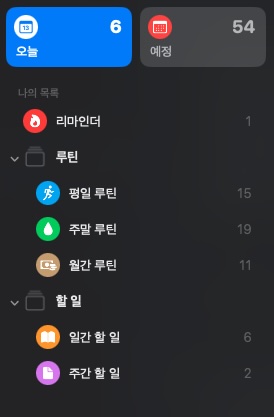 13 6
오늘
54
예정
나의 목록
리마인더 1
루틴
평일 루틴 15
주말 루틴 19
월간 루틴 11
할 일
일간 할 일 6
주간 할 일 2